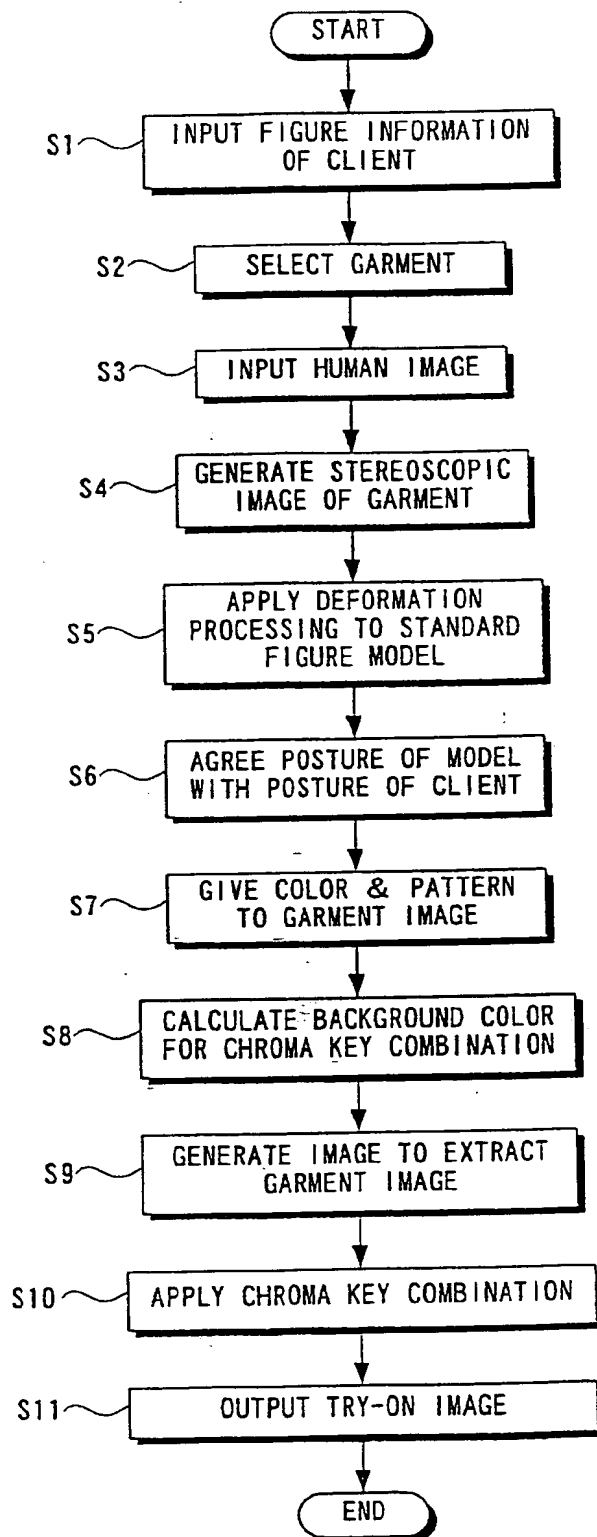 START
S1 INPUT FIGURE INFORMATION
OF CLIENT
S2 SELECT GARMENT
S3 INPUT HUMAN IMAGE
S4 GENERATE STEREOSCOPIC
IMAGE OF GARMENT
S5 APPLY DEFORMATION
PROCESSING TO STANDARD
FIGURE MODEL
S6 AGREE POSTURE OF MODEL
WITH POSTURE OF CLIENT
S7 GIVE COLOR & PATTERN
TO GARMENT IMAGE
S8 CALCULATE BACKGROUND COLOR
FOR CHROMA KEY COMBINATION
S9 GENERATE IMAGE TO EXTRACT
GARMENT IMAGE
S10 APPLY CHROMA KEY COMBINATION
S11 OUTPUT TRY-ON IMAGE
END